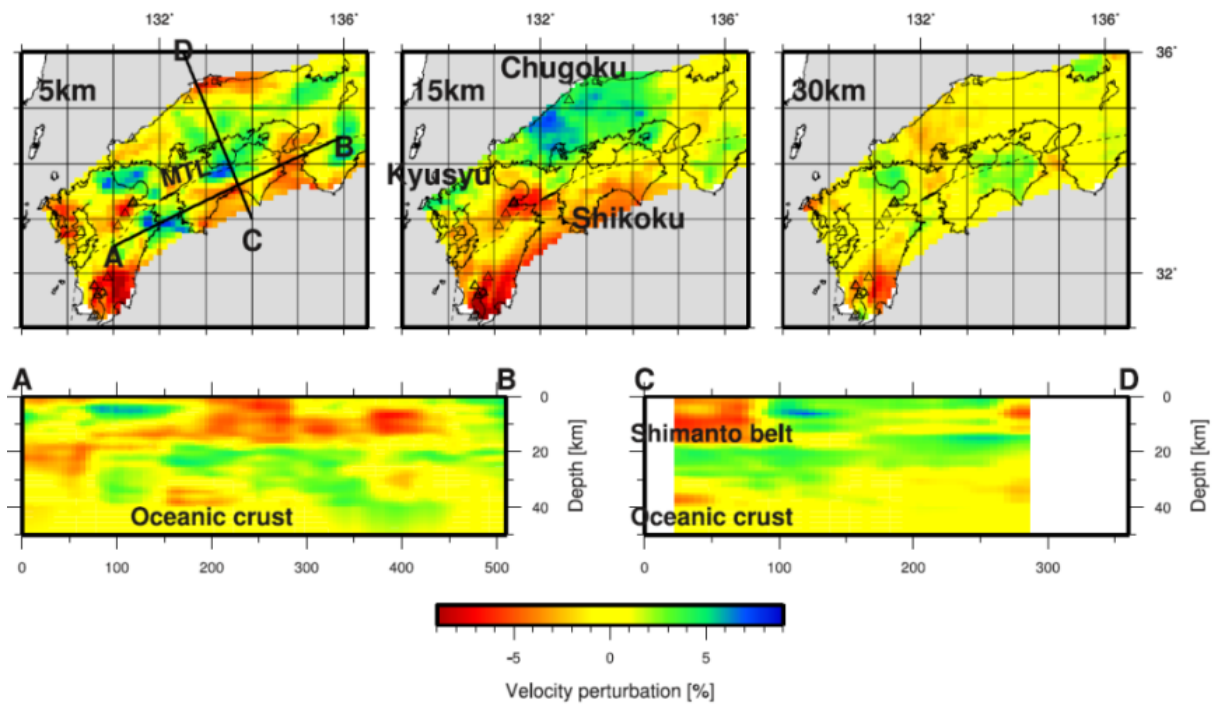 132° 136° 132° 136° 132° 136°
D 36°
5km 15km Chugoku 30km
MTL B
Kyusyu
Shikoku
C
A
32°
A B C D
0 0
Shimanto belt
20 Depth [km] 20 Depth [km]
40 Oceanic crust 40
Oceanic crust
0 100 200 300 400 500 0 100 200 300
-5 0 5
Velocity perturbation [%]